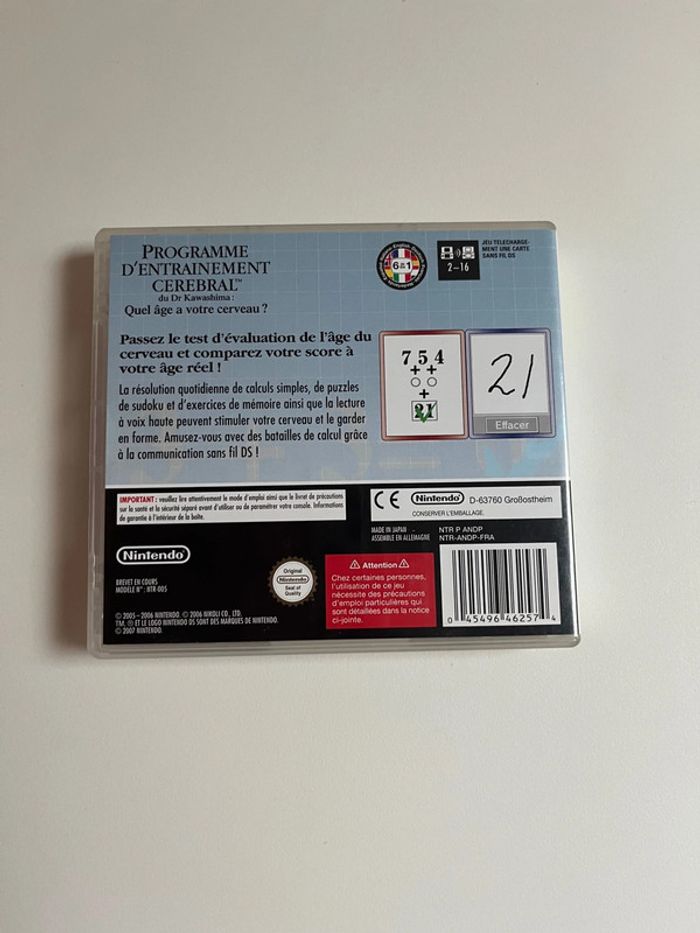 PROGRAMME
D'ENTRAINEMENT
CEREBRAL™
du Dr Kawashima :
Quel âge a votre cerveau ?
6 en 1
2–16
JEU TELECHARGE-
MENT UNE CARTE
SANS FIL DS
Passez le test d'évaluation de l'âge du
cerveau et comparez votre score à
votre âge réel !
La résolution quotidienne de calculs simples, de puzzles
de sudoku et d'exercices de mémoire ainsi que la lecture
à voix haute peuvent stimuler votre cerveau et le garder
en forme. Amusez-vous avec des batailles de calcul grâce
à la communication sans fil DS !
7 5 4
+ +
○ ○
+
21
21
Effacer
IMPORTANT : veuillez lire attentivement le mode d'emploi ainsi que le livret de précautions
sur la santé et la sécurité séparé avant d'utiliser ou de paramétrer votre console. Informations
de garantie à l'intérieur de la boîte.
CE Nintendo D-63760 Großostheim
CONSERVER L'EMBALLAGE.
MADE IN JAPAN
ASSEMBLE EN ALLEMAGNE
NTR P ANDP
NTR-ANDP-FRA
Nintendo
BREVET EN COURS
MODÈLE N° : NTR-005
Original
Nintendo
Seal of
Quality
⚠ Attention ⚠
Chez certaines personnes,
l'utilisation de ce jeu
nécessite des précautions
d'emploi particulières qui
sont détaillées dans la notice
ci-jointe.
© 2005 – 2006 NINTENDO. © 2006 NIKOLI CO., LTD.
TM, ® ET LE LOGO NINTENDO DS SONT DES MARQUES DE NINTENDO.
© 2007 NINTENDO.
0 45496 46257 4